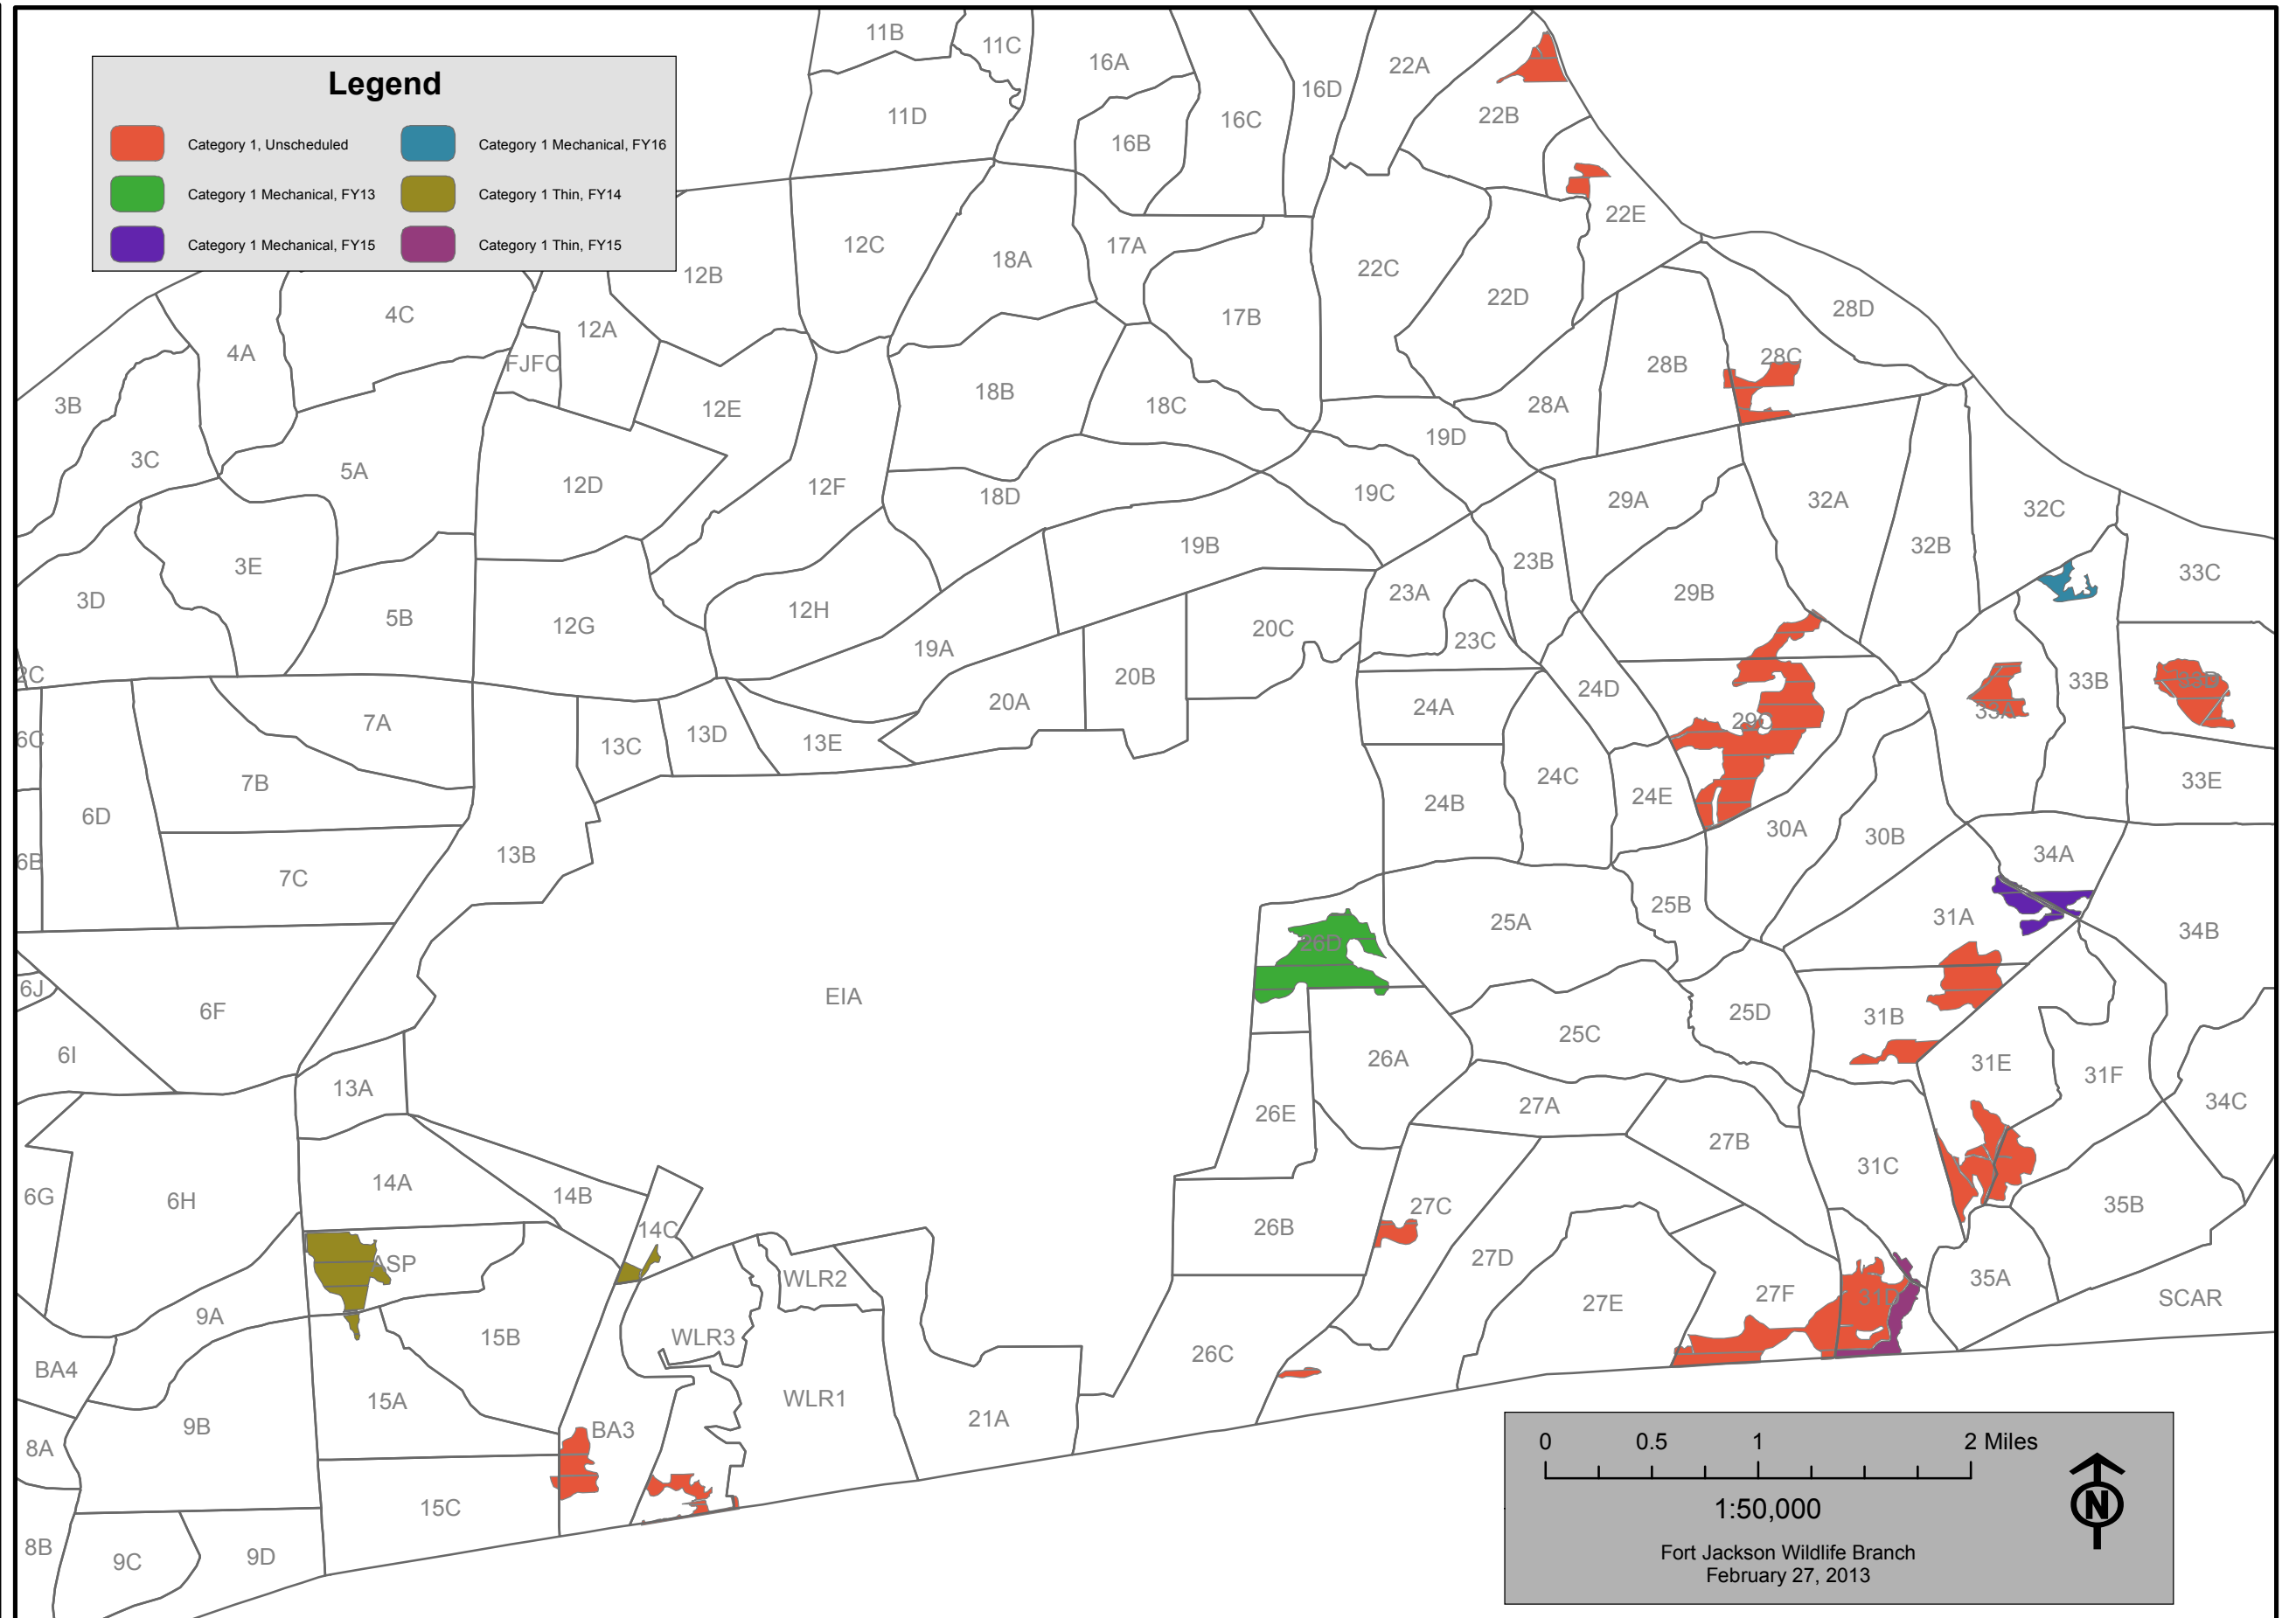 Legend
Category 1, Unscheduled
Category 1 Mechanical, FY16
Category 1 Mechanical, FY13
Category 1 Thin, FY14
Category 1 Mechanical, FY15
Category 1 Thin, FY15
11B
11C
16A
16D
22A
11D
16B
16C
22B
22E
12C
17A
18A
12B
22C
22D
28D
4C
17B
12A
4A
FJFC
28C
28B
18B
3B
12E
18C
28A
19D
3C
5A
12D
12F
18D
19C
29A
32A
32C
19B
23B
32B
3E
33C
3D
23A
29B
12H
5B
12G
20C
23C
19A
2C
20B
33B
33D
24D
20A
24A
33A
7A
29C
13D
6C
13C
13E
24C
33E
7B
24E
24B
6D
30A
30B
13B
34A
6B
7C
25B
31A
25A
34B
26D
6J
EIA
6F
25D
31B
25C
6I
26A
31E
31F
13A
34C
27A
26E
27B
31C
14A
14B
6G
6H
27C
35B
26B
14C
27D
ASP
WLR2
35A
27F
31D
SCAR
27E
9A
15B
WLR3
26C
BA4
WLR1
15A
21A
9B
BA3
8A
15C
8B
9D
9C
0 0.5 1 2 Miles
1:50,000
N
Fort Jackson Wildlife Branch
February 27, 2013